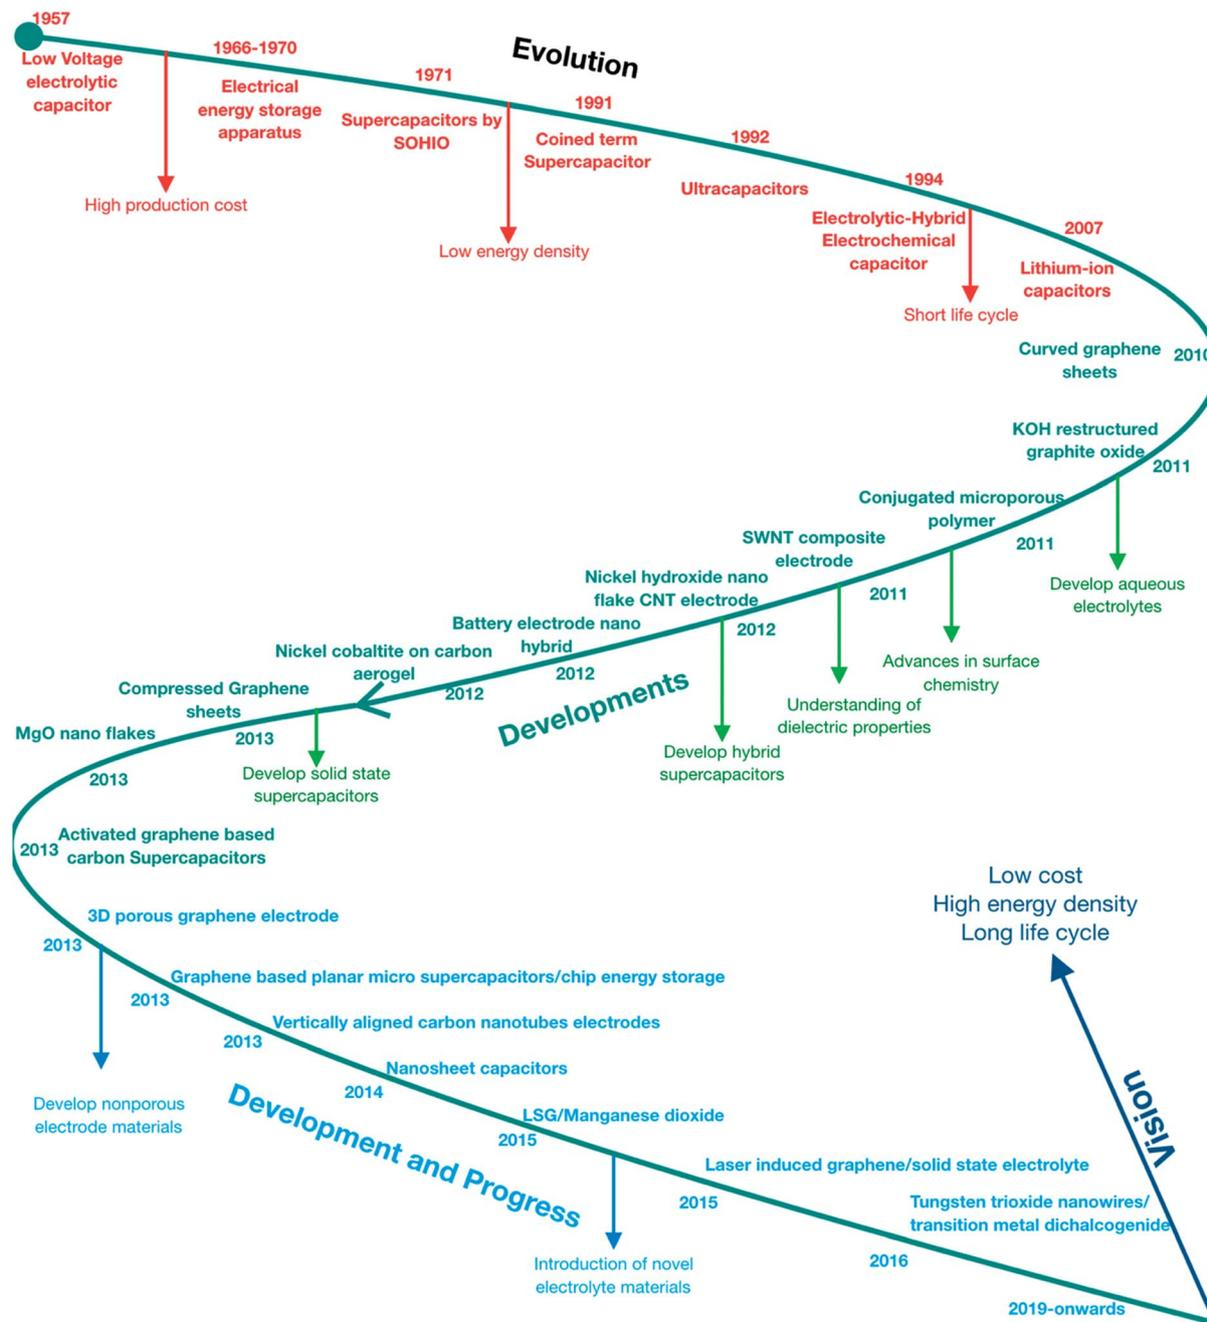 1957
Low Voltage
electrolytic
capacitor
High production cost
1966-1970
Electrical
energy storage
apparatus
1971
Supercapacitors by
SOHIO
Evolution
Low energy density
1991
Coined term
Supercapacitor
1992
Ultracapacitors
1994
Electrolytic-Hybrid
Electrochemical
capacitor
Short life cycle
2007
Lithium-ion
capacitors
Curved graphene
sheets
2010
KOH restructured
graphite oxide
2011
Develop aqueous
electrolytes
Conjugated microporous
polymer
2011
Advances in surface
chemistry
SWNT composite
electrode
2011
Understanding of
dielectric properties
Nickel hydroxide nano
flake CNT electrode
2012
Develop hybrid
supercapacitors
Battery electrode nano
hybrid
2012
Developments
Nickel cobaltite on carbon
aerogel
2012
Compressed Graphene
sheets
2013
Develop solid state
supercapacitors
MgO nano flakes
2013
2013
Activated graphene based
carbon Supercapacitors
3D porous graphene electrode
2013
Develop nonporous
electrode materials
Graphene based planar micro supercapacitors/chip energy storage
2013
Vertically aligned carbon nanotubes electrodes
2013
Nanosheet capacitors
2014
Development and Progress
LSG/Manganese dioxide
2015
Introduction of novel
electrolyte materials
Laser induced graphene/solid state electrolyte
2015
Tungsten trioxide nanowires/
transition metal dichalcogenide
2016
2019-onwards
Vision
Low cost
High energy density
Long life cycle